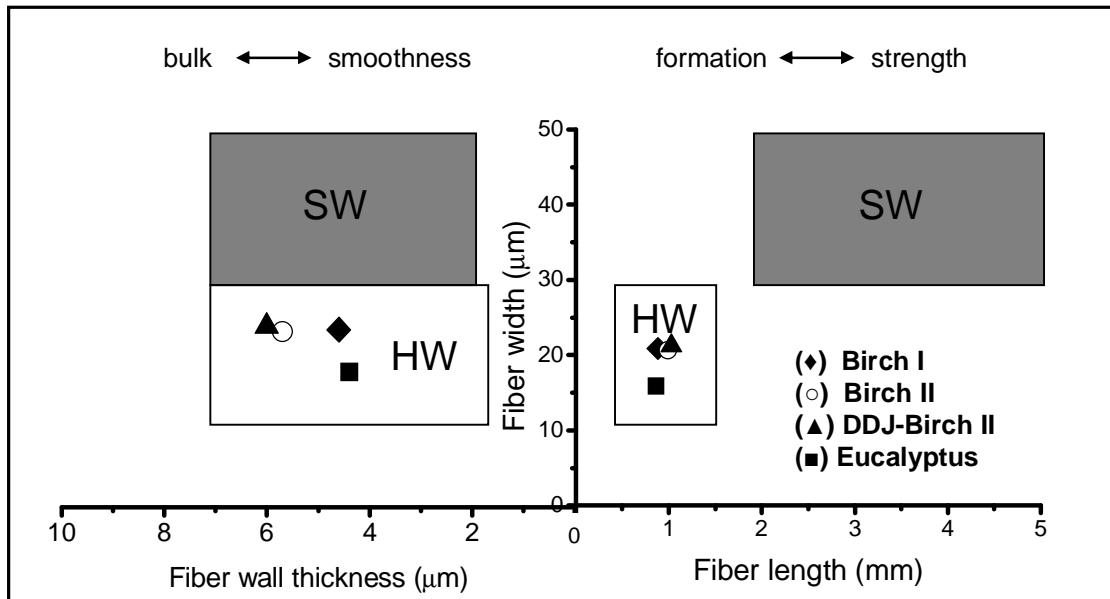 bulk ↔ smoothness
formation ↔ strength
SW
HW
10
8
6
4
2
Fiber wall thickness (μm)
Fiber width (μm)
50
40
30
20
10
0
SW
HW
(♦) Birch I
(○) Birch II
(▲) DDJ-Birch II
(■) Eucalyptus
0
1
2
3
4
5
Fiber length (mm)